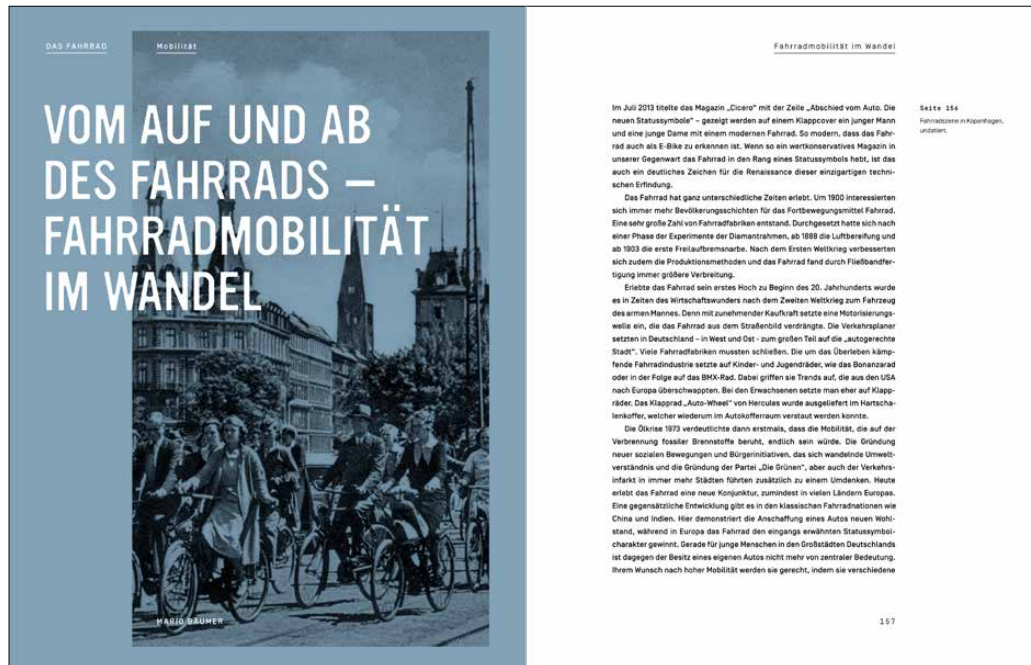 DAS FAHRRAD
Mobilität
VOM AUF UND AB
DES FAHRRADS –
FAHRRADMOBILITÄT
IM WANDEL
MARIO BÄUMER
Fahrradmobilität im Wandel
Im Juli 2013 titelte das Magazin „Cicero“ mit der Zeile „Abschied vom Auto. Die
neuen Statussymbole“ – gezeigt werden auf einem Klappcover ein junger Mann
und eine junge Dame mit einem modernen Fahrrad. So modern, dass das Fahr-
rad auch als E-Bike zu erkennen ist. Wenn so ein wertkonservatives Magazin in
unserer Gegenwart das Fahrrad in den Rang eines Statussymbols hebt, ist das
auch ein deutliches Zeichen für die Renaissance dieser einzigartigen techni-
schen Erfindung.
Das Fahrrad hat ganz unterschiedliche Zeiten erlebt. Um 1900 interessierten
sich immer mehr Bevölkerungsschichten für das Fortbewegungsmittel Fahrrad.
Eine sehr große Zahl von Fahrradfabriken entstand. Durchgesetzt hatte sich nach
einer Phase der Experimente der Diamantrahmen, ab 1888 die Luftbereifung und
ab 1903 die erste Freilaufbremsnarbe. Nach dem Ersten Weltkrieg verbesserten
sich zudem die Produktionsmethoden und das Fahrrad fand durch Fließbandfer-
tigung immer größere Verbreitung.
Erlebte das Fahrrad sein erstes Hoch zu Beginn des 20. Jahrhunderts wurde
es in Zeiten des Wirtschaftswunders nach dem Zweiten Weltkrieg zum Fahrzeug
des armen Mannes. Denn mit zunehmender Kaufkraft setzte eine Motorisierungs-
welle ein, die das Fahrrad aus dem Straßenbild verdrängte. Die Verkehrsplaner
setzten in Deutschland – in West und Ost - zum großen Teil auf die „autogerechte
Stadt“. Viele Fahrradfabriken mussten schließen. Die um das Überleben kämp-
fende Fahrradindustrie setzte auf Kinder- und Jugendräder, wie das Bonanzarad
oder in der Folge auf das BMX-Rad. Dabei griffen sie Trends auf, die aus den USA
nach Europa überschwappten. Bei den Erwachsenen setzte man eher auf Klapp-
räder. Das Klapprad „Auto-Wheel“ von Hercules wurde ausgeliefert im Hartscha-
lenkoffer, welcher wiederum im Autokofferraum verstaut werden konnte.
Die Ölkrise 1973 verdeutlichte dann erstmals, dass die Mobilität, die auf der
Verbrennung fossiler Brennstoffe beruht, endlich sein würde. Die Gründung
neuer sozialen Bewegungen und Bürgerinitiativen, das sich wandelnde Umwelt-
verständnis und die Gründung der Partei „Die Grünen“, aber auch der Verkehrs-
infarkt in immer mehr Städten führten zusätzlich zu einem Umdenken. Heute
erlebt das Fahrrad eine neue Konjunktur, zumindest in vielen Ländern Europas.
Eine gegensätzliche Entwicklung gibt es in den klassischen Fahrradnationen wie
China und Indien. Hier demonstriert die Anschaffung eines Autos neuen Wohl-
stand, während in Europa das Fahrrad den eingangs erwähnten Statussymbol-
charakter gewinnt. Gerade für junge Menschen in den Großstädten Deutschlands
ist dagegen der Besitz eines eigenen Autos nicht mehr von zentraler Bedeutung.
Ihrem Wunsch nach hoher Mobilität werden sie gerecht, indem sie verschiedene
Seite 156
Fahrradszene in Kopenhagen,
undatiert.
157